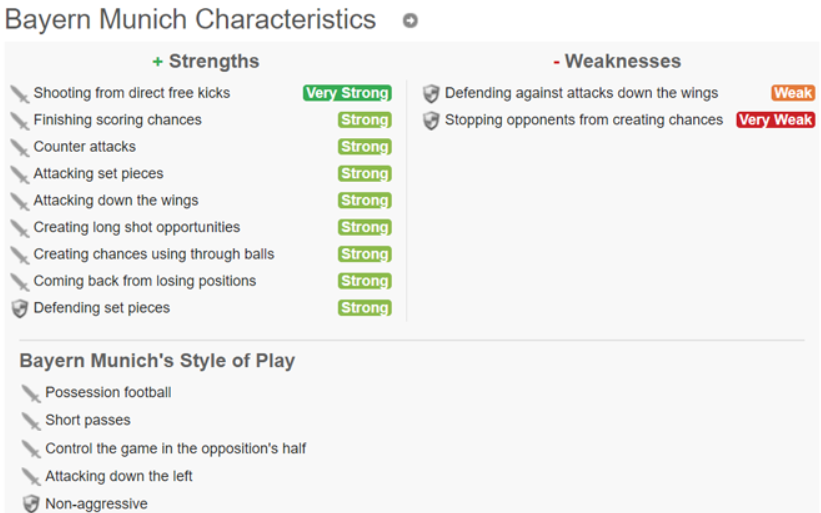 Bayern Munich Characteristics
+ Strengths
Shooting from direct free kicks Very Strong
Finishing scoring chances Strong
Counter attacks Strong
Attacking set pieces Strong
Attacking down the wings Strong
Creating long shot opportunities Strong
Creating chances using through balls Strong
Coming back from losing positions Strong
Defending set pieces Strong
- Weaknesses
Defending against attacks down the wings Weak
Stopping opponents from creating chances Very Weak
Bayern Munich's Style of Play
Possession football
Short passes
Control the game in the opposition's half
Attacking down the left
Non-aggressive